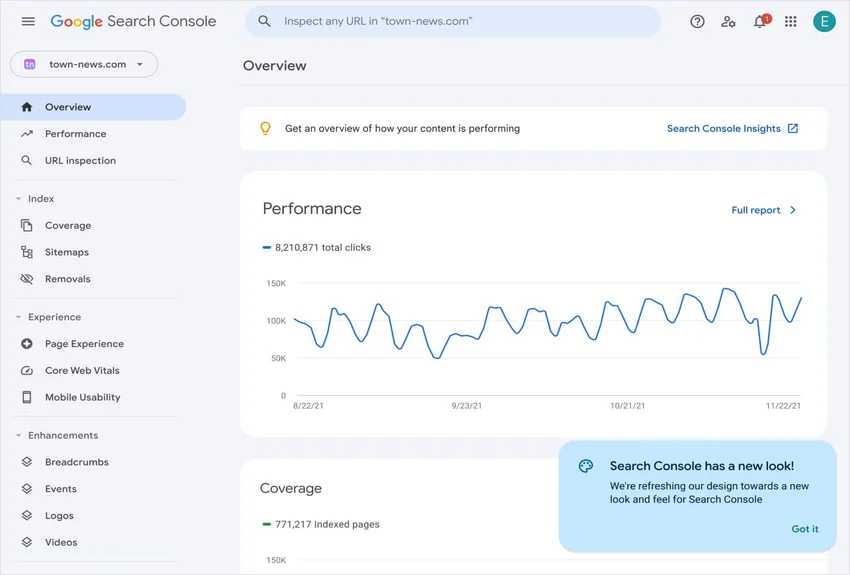 Google Search Console
Inspect any URL in “town-news.com”
1
E
tn
town-news.com
Overview
Performance
URL inspection
Index
Coverage
Sitemaps
Removals
Experience
Page Experience
Core Web Vitals
Mobile Usability
Enhancements
Breadcrumbs
Events
Logos
Videos
Overview
Get an overview of how your content is performing
Search Console Insights
Performance
Full report
8,210,871 total clicks
150K
100K
50K
0
8/22/21
9/23/21
10/21/21
11/22/21
Coverage
771,217 Indexed pages
150K
Search Console has a new look!
We’re refreshing our design towards a new
look and feel for Search Console
Got it